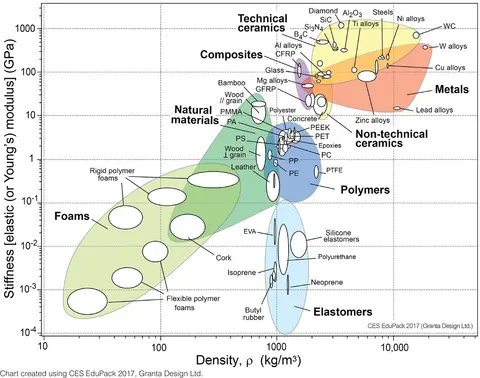 Technical
ceramics
Diamond
Al2O3
Steels
SiC
Si3N4
Ti alloys
Ni alloys
B4C
WC
Al alloys
CFRP
W alloys
Composites
Glass
Cu alloys
Mg alloys
GFRP
Metals
Bamboo
Wood
// grain
Polyester
Lead alloys
Natural
materials
PMMA
Concrete
Zinc alloys
PA
PEEK
Non-technical
ceramics
PS
PET
Epoxies
Wood
⊥ grain
PC
PP
Leather
PE
PTFE
Rigid polymer
foams
Polymers
Foams
EVA
Silicone
elastomers
Cork
Polyurethane
Isoprene
Neoprene
Flexible polymer
foams
Butyl
rubber
Elastomers
CES EduPack 2017 (Granta Design Ltd.)
Stiffness [elastic (or Young's) modulus] (GPa)
1000
100
10
1
10-1
10-2
10-3
10-4
10
100
1000
10,000
Density, ρ (kg/m3)
Chart created using CES EduPack 2017, Granta Design Ltd.